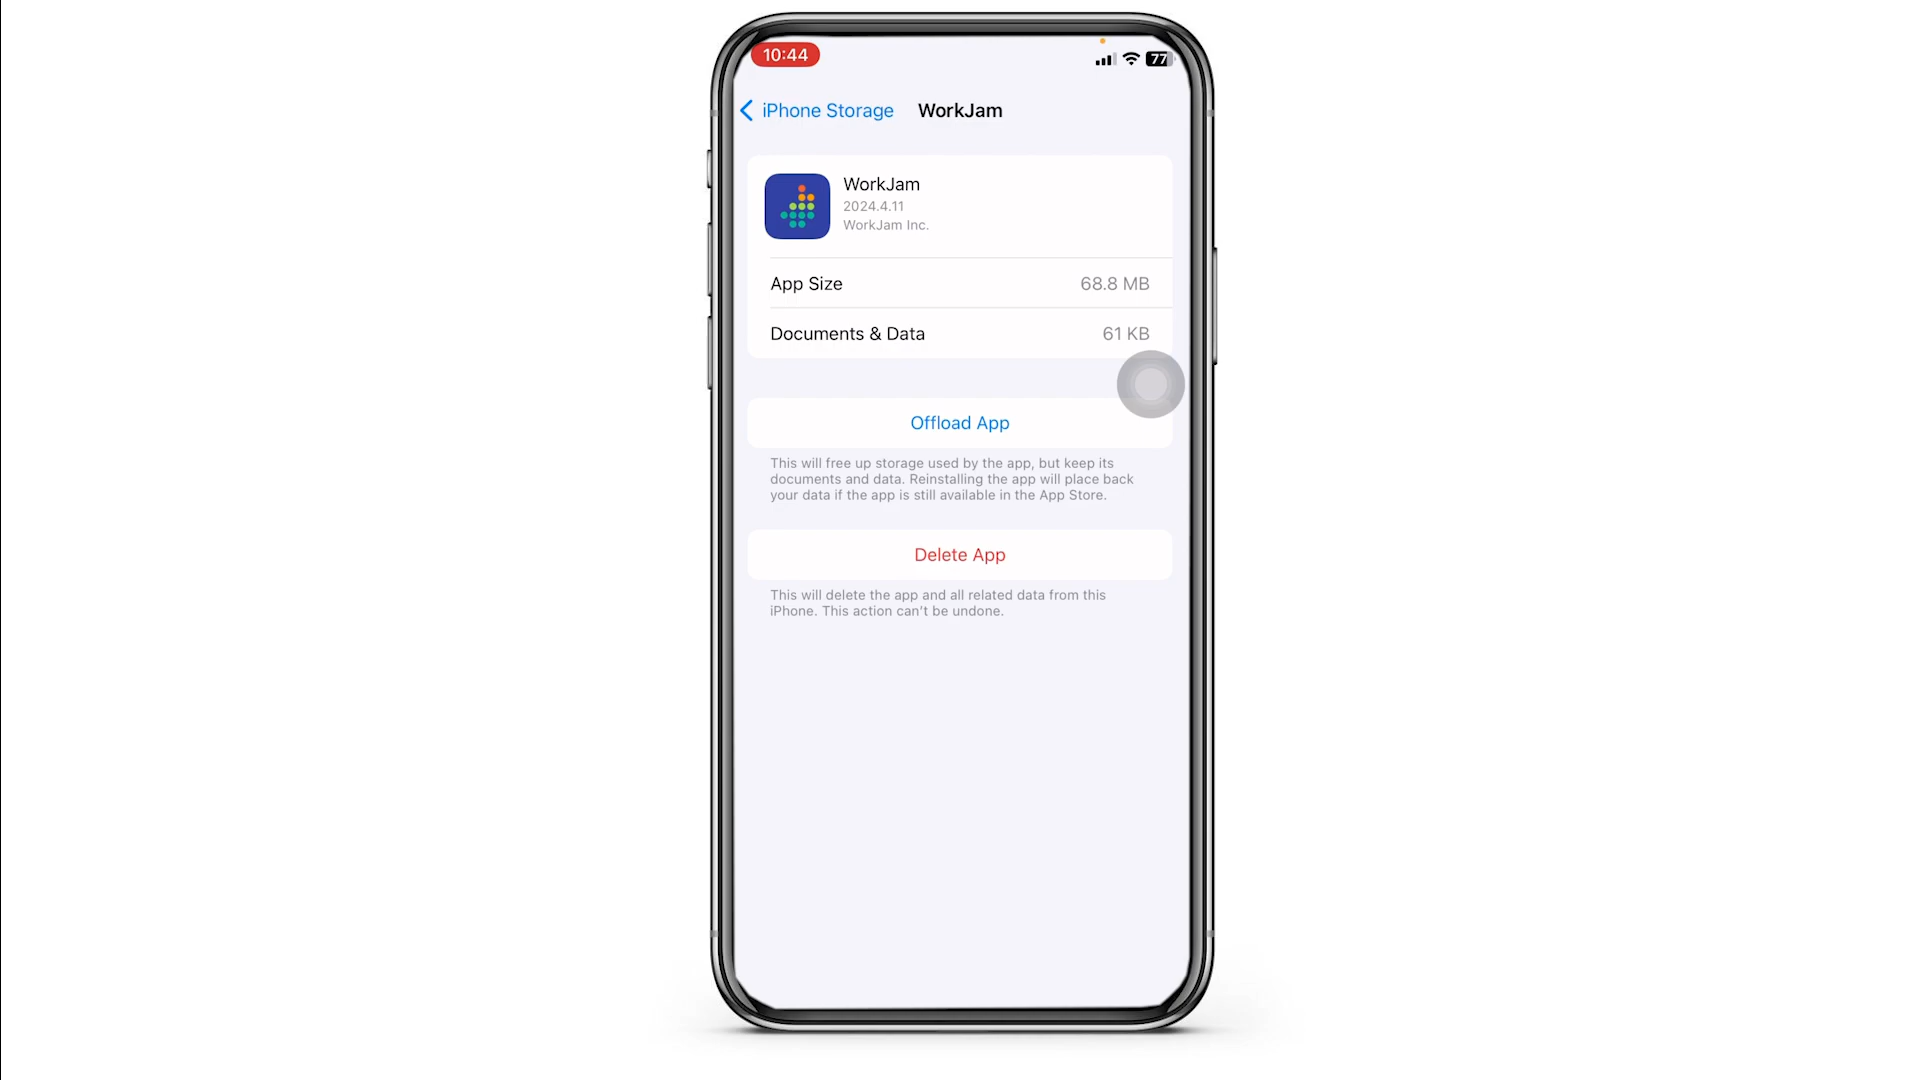 10:44
77
iPhone Storage WorkJam
WorkJam
2024.4.11
WorkJam Inc.
App Size 68.8 MB
Documents & Data 61 KB
Offload App
This will free up storage used by the app, but keep its
documents and data. Reinstalling the app will place back
your data if the app is still available in the App Store.
Delete App
This will delete the app and all related data from this
iPhone. This action can't be undone.